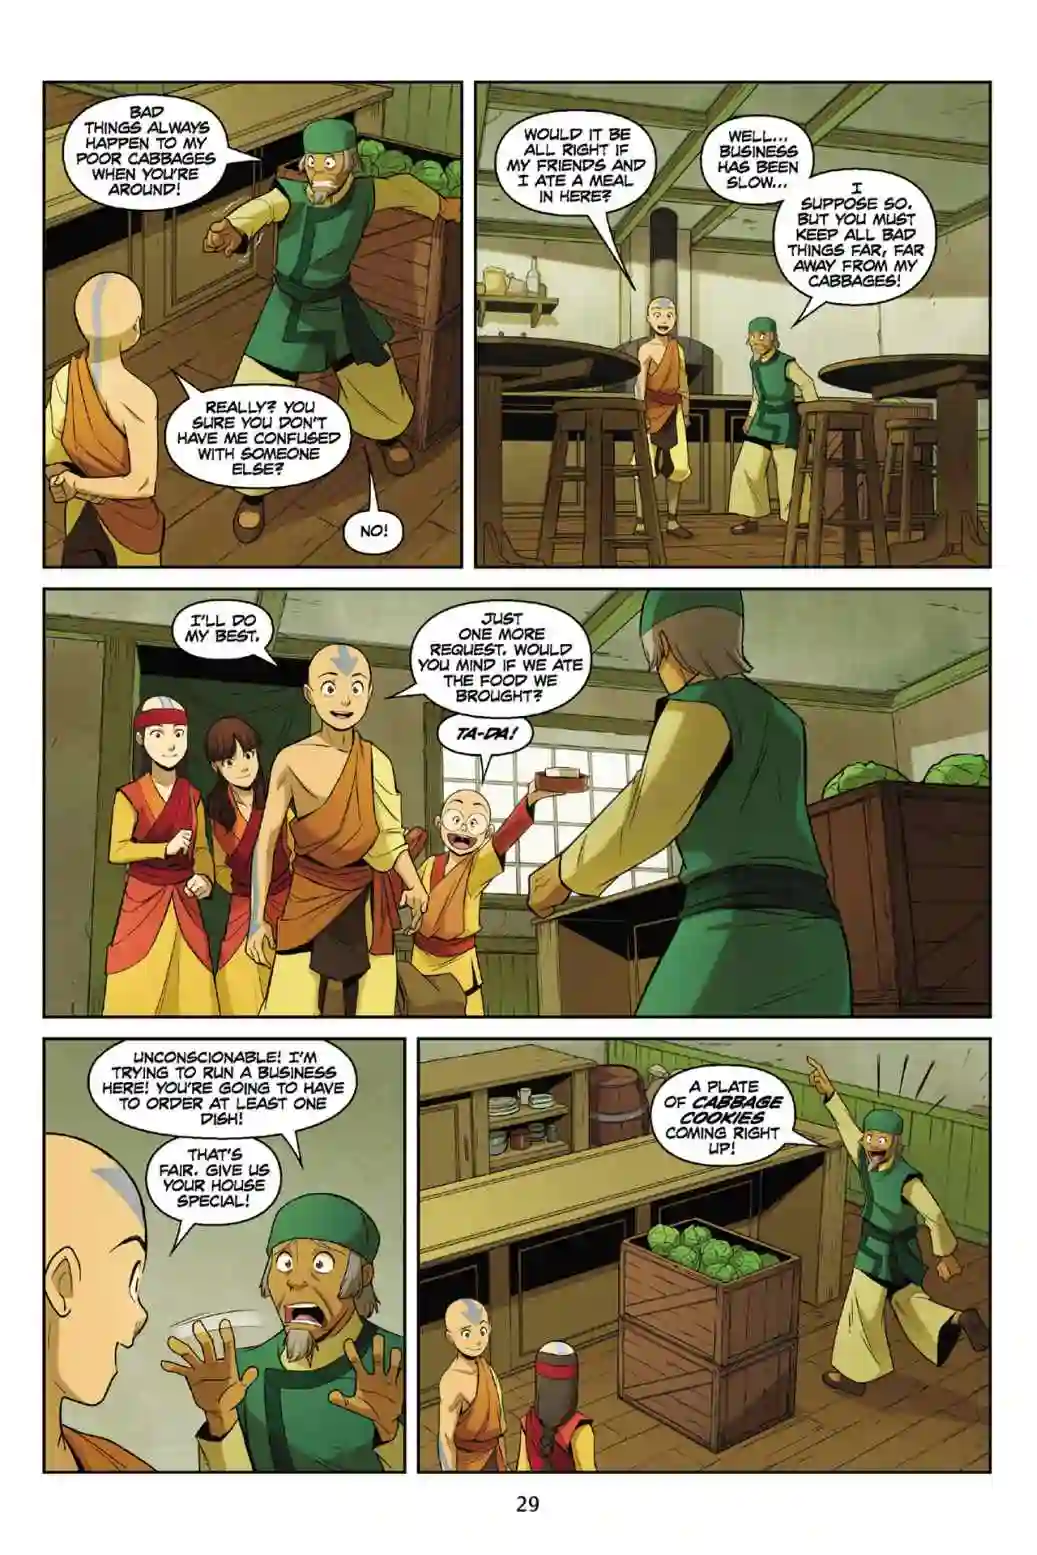 BAD
THINGS ALWAYS
HAPPEN TO MY
POOR CABBAGES
WHEN YOU'RE
AROUND!
REALLY? YOU
SURE YOU DON'T
HAVE ME CONFUSED
WITH SOMEONE
ELSE?
NO!
WOULD IT BE
ALL RIGHT IF
MY FRIENDS AND
I ATE A MEAL
IN HERE?
WELL...
BUSINESS
HAS BEEN
SLOW...
I
SUPPOSE SO.
BUT YOU MUST
KEEP ALL BAD
THINGS FAR, FAR
AWAY FROM MY
CABBAGES!
I'LL DO
MY BEST.
JUST
ONE MORE
REQUEST. WOULD
YOU MIND IF WE ATE
THE FOOD WE
BROUGHT?
TA-DA!
UNCONSCIONABLE! I'M
TRYING TO RUN A BUSINESS
HERE! YOU'RE GOING TO HAVE
TO ORDER AT LEAST ONE
DISH!
THAT'S
FAIR. GIVE US
YOUR HOUSE
SPECIAL!
A PLATE
OF CABBAGE
COOKIES
COMING RIGHT
UP!
29